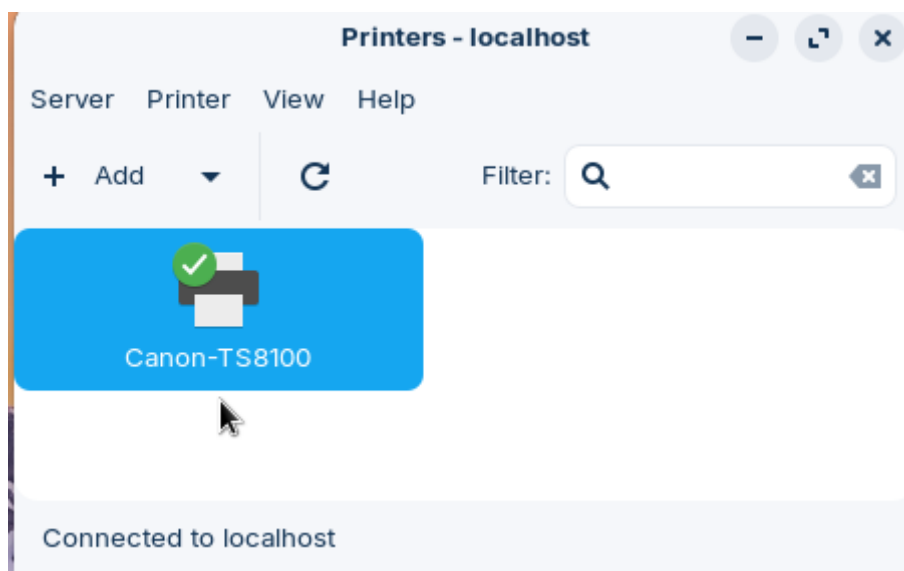 Printers - localhost
Server Printer View Help
Add Filter:
Canon-TS8100
Connected to localhost